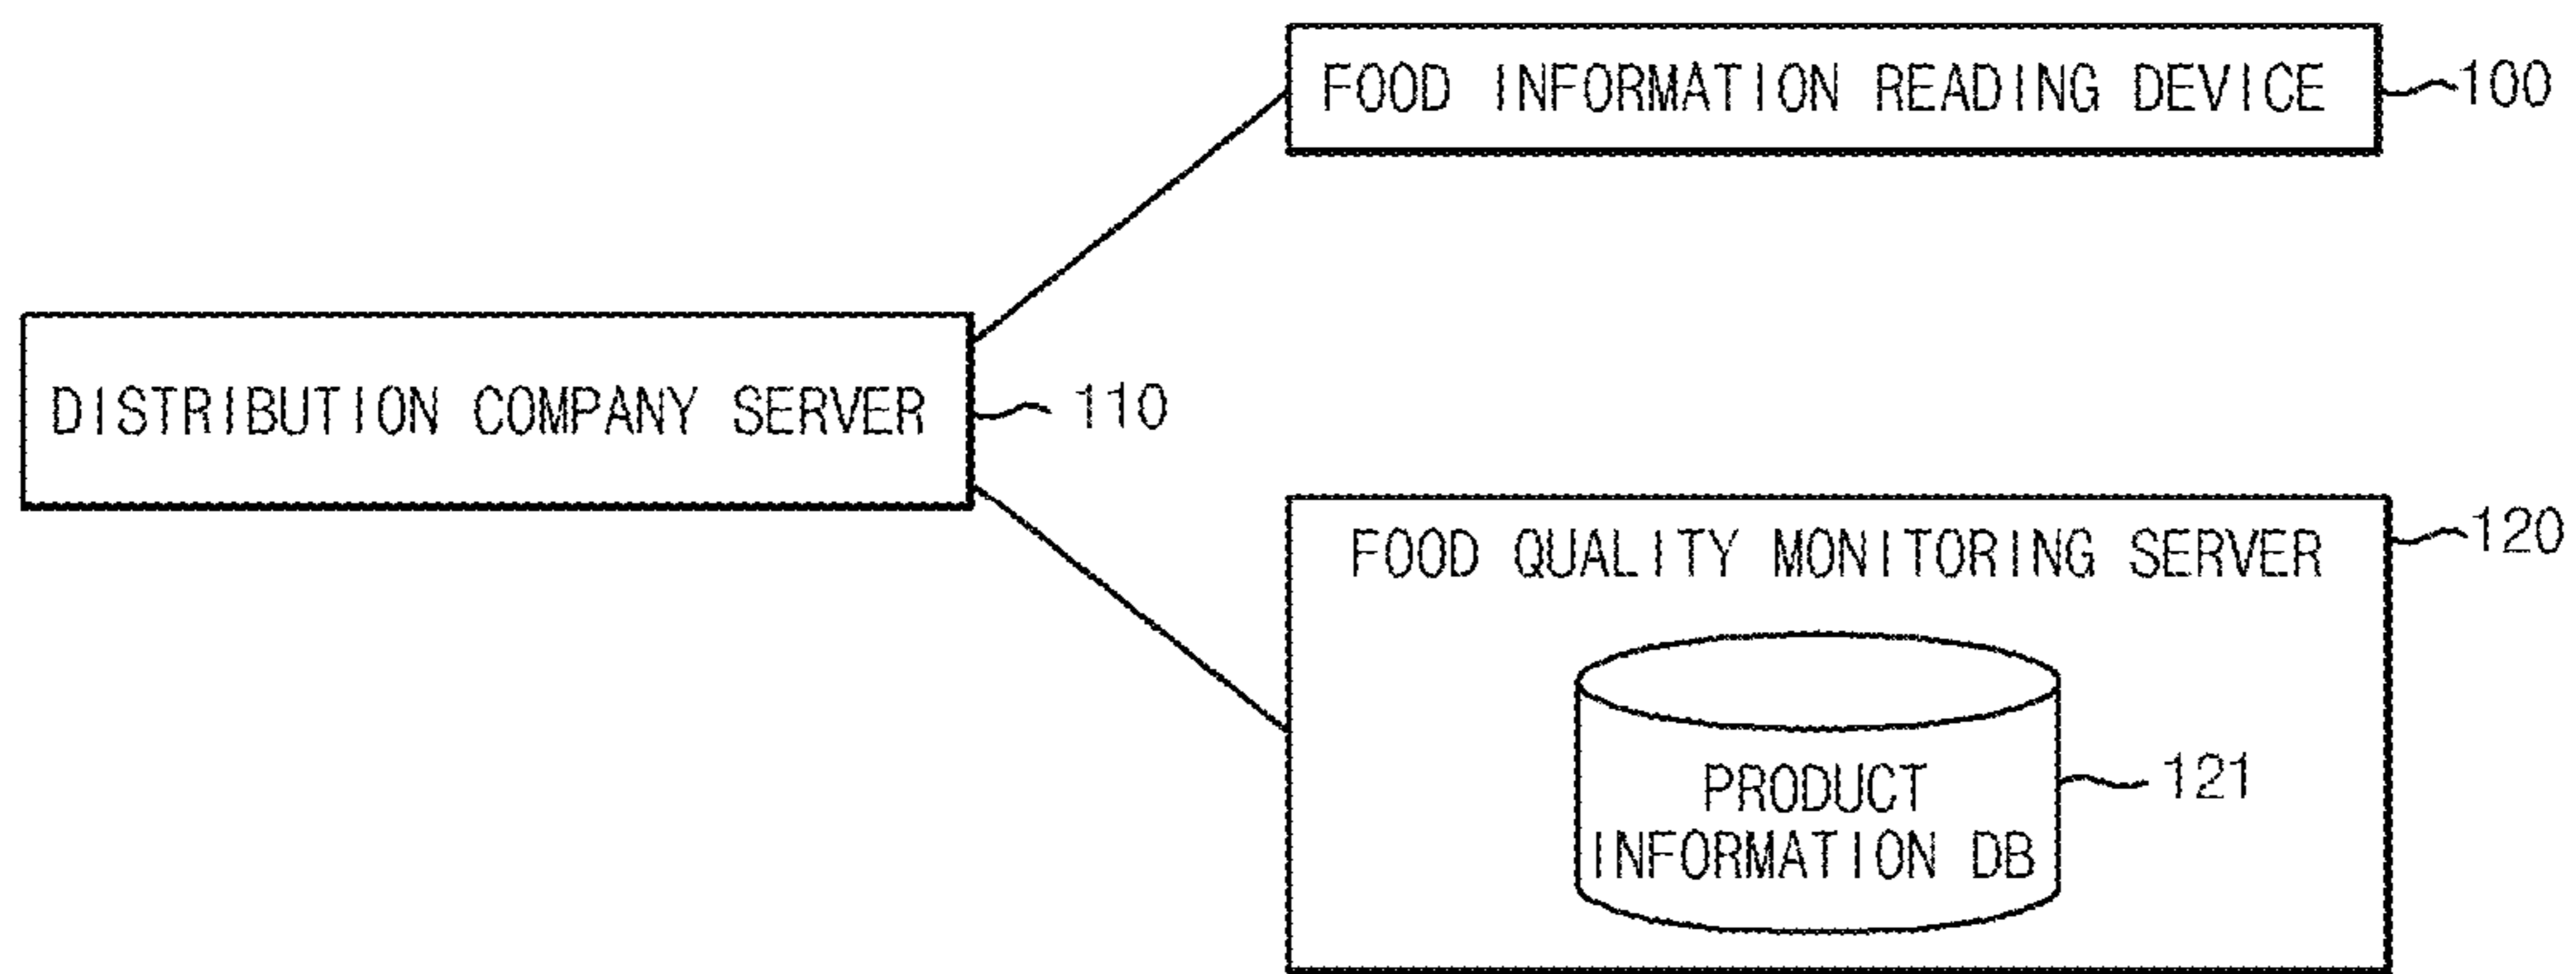 FOOD INFORMATION READING DEVICE
100
DISTRIBUTION COMPANY SERVER
110
FOOD QUALITY MONITORING SERVER
120
PRODUCT
INFORMATION DB
121